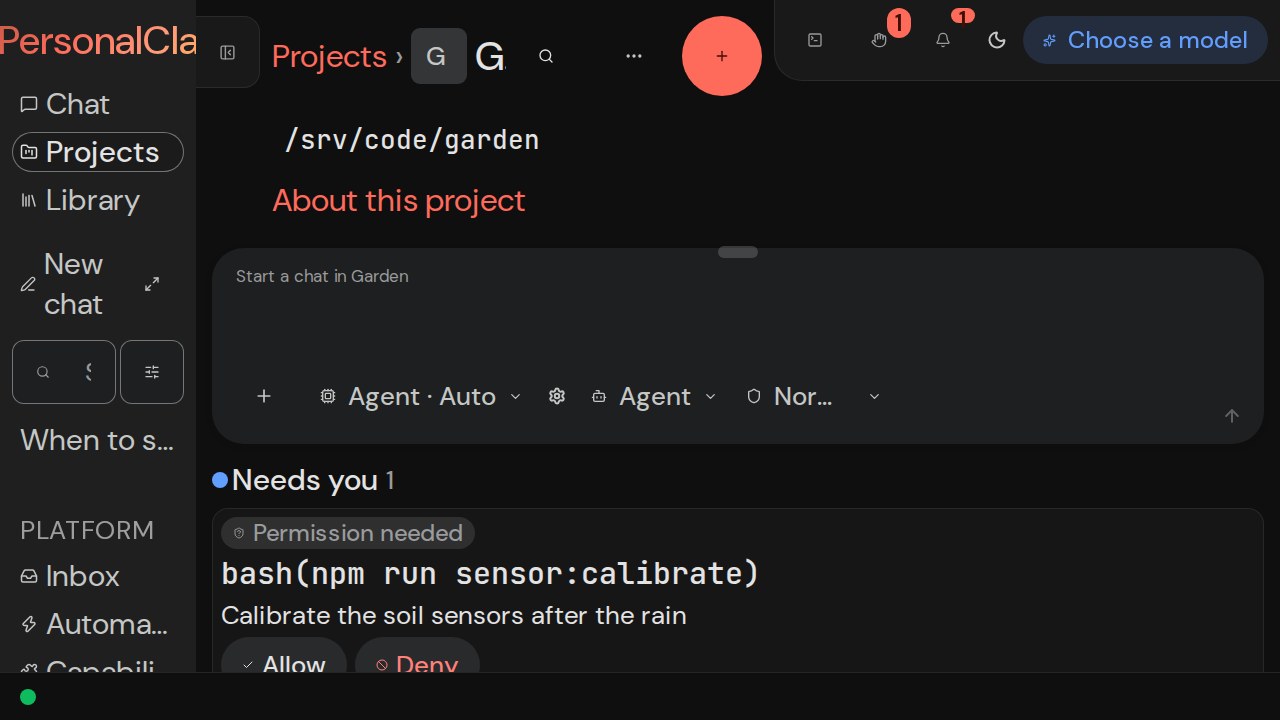 PersonalCla
Chat
Projects
Library
New
chat
When to s...
PLATFORM
Inbox
Automa...
Capabili
Projects › G G
1
1
Choose a model
/srv/code/garden
About this project
Start a chat in Garden
Agent · Auto
Agent
Nor...
Needs you 1
Permission needed
bash(npm run sensor:calibrate)
Calibrate the soil sensors after the rain
Allow
Deny